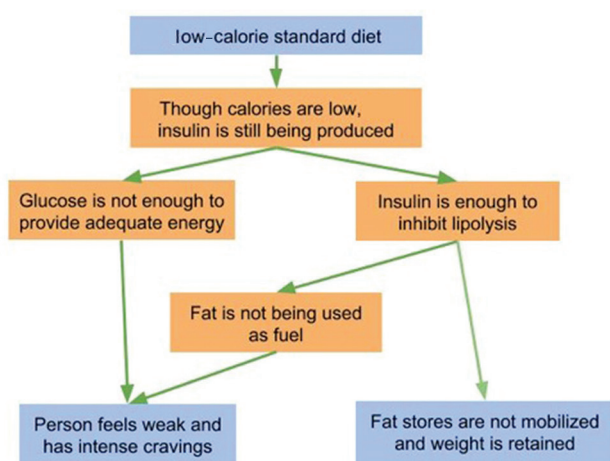 low-calorie standard diet
Though calories are low,
insulin is still being produced
Glucose is not enough to
provide adequate energy
Insulin is enough to
inhibit lipolysis
Fat is not being used
as fuel
Person feels weak and
has intense cravings
Fat stores are not mobilized
and weight is retained